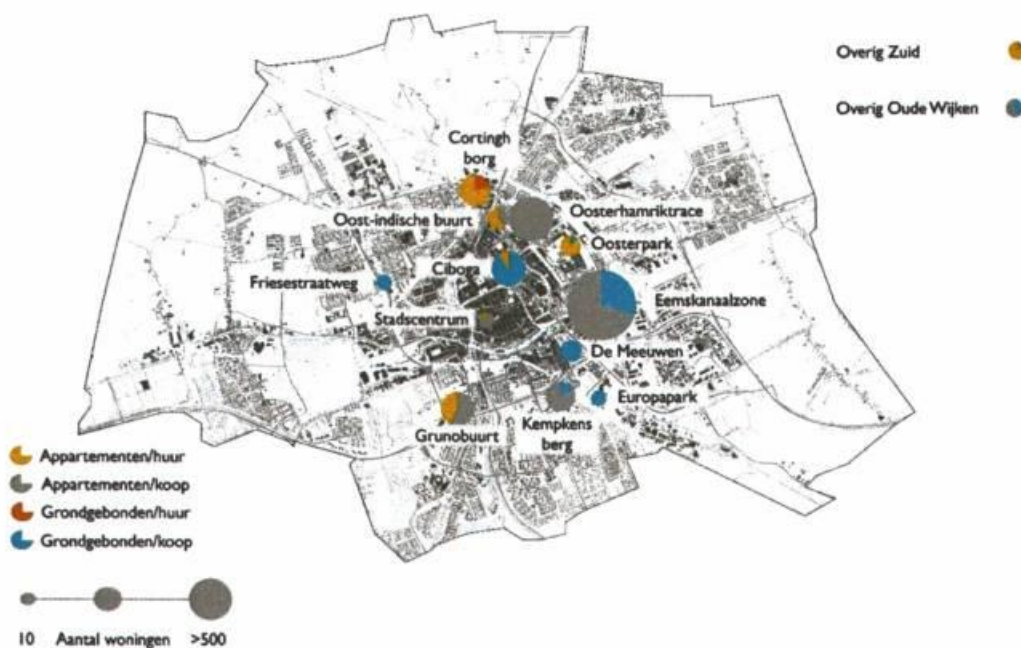 Overig Zuid
Overig Oude Wijken
Cortingh
borg
Oost-indische buurt
Oosterhamriktrace
Oosterpark
Ciboga
Friesestraatweg
Eemskanaalzone
Stadscentrum
De Meeuwen
Europapark
Grunobuurt
Kempkens
berg
Appartementen/huur
Appartementen/koop
Grondgebonden/huur
Grondgebonden/koop
10 Aantal woningen >500